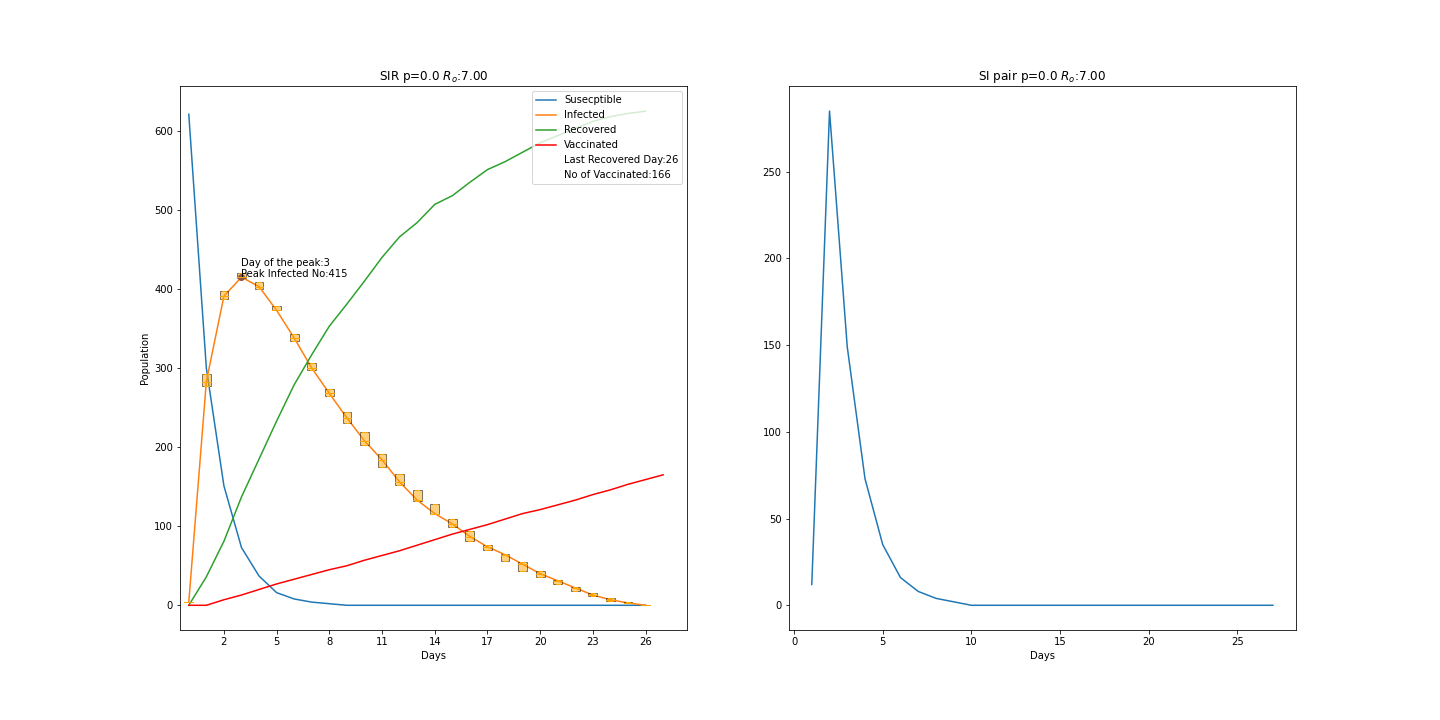 SIR p=0.0 Rₒ:7.00
Susecptible
Infected
Recovered
Vaccinated
Last Recovered Day:26
No of Vaccinated:166
Day of the peak:3
Peak Infected No:415
Population
600
500
400
300
200
100
0
2 5 8 11 14 17 20 23 26
Days
SI pair p=0.0 Rₒ:7.00
250
200
150
100
50
0
0 5 10 15 20 25
Days